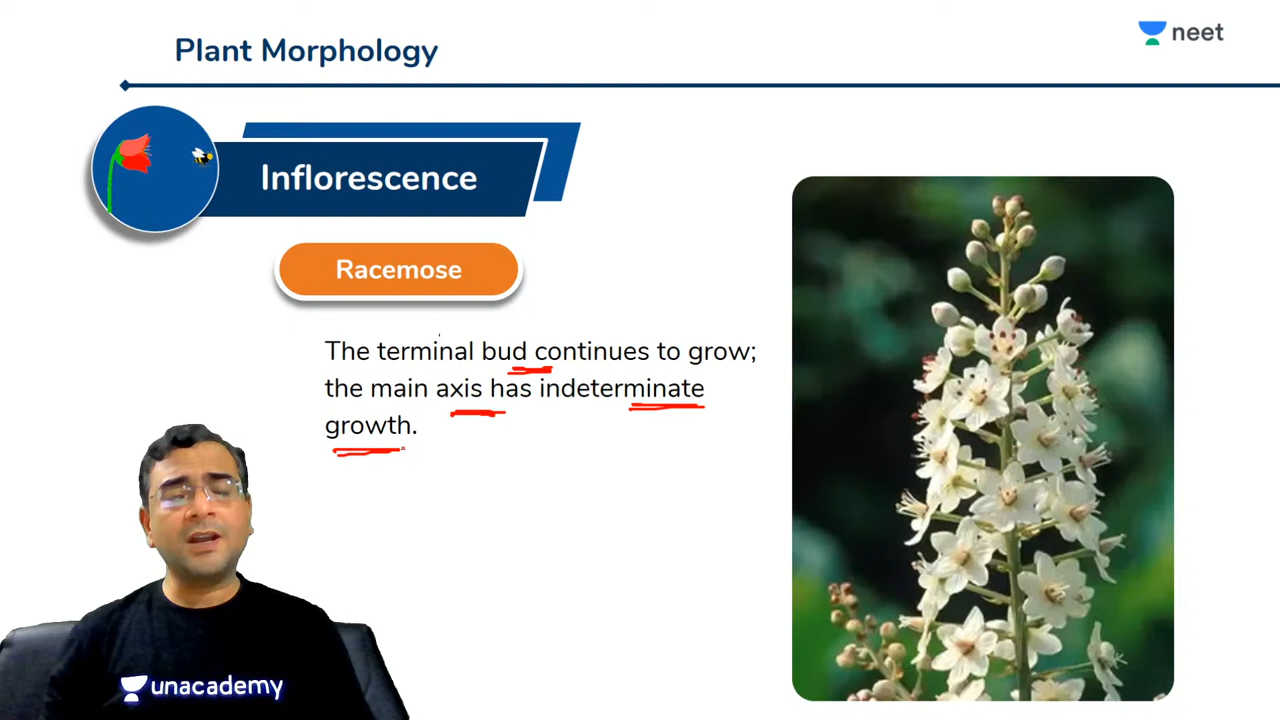 Plant Morphology
neet
Inflorescence
Racemose
The terminal bud continues to grow;
the main axis has indeterminate
growth.
unacademy